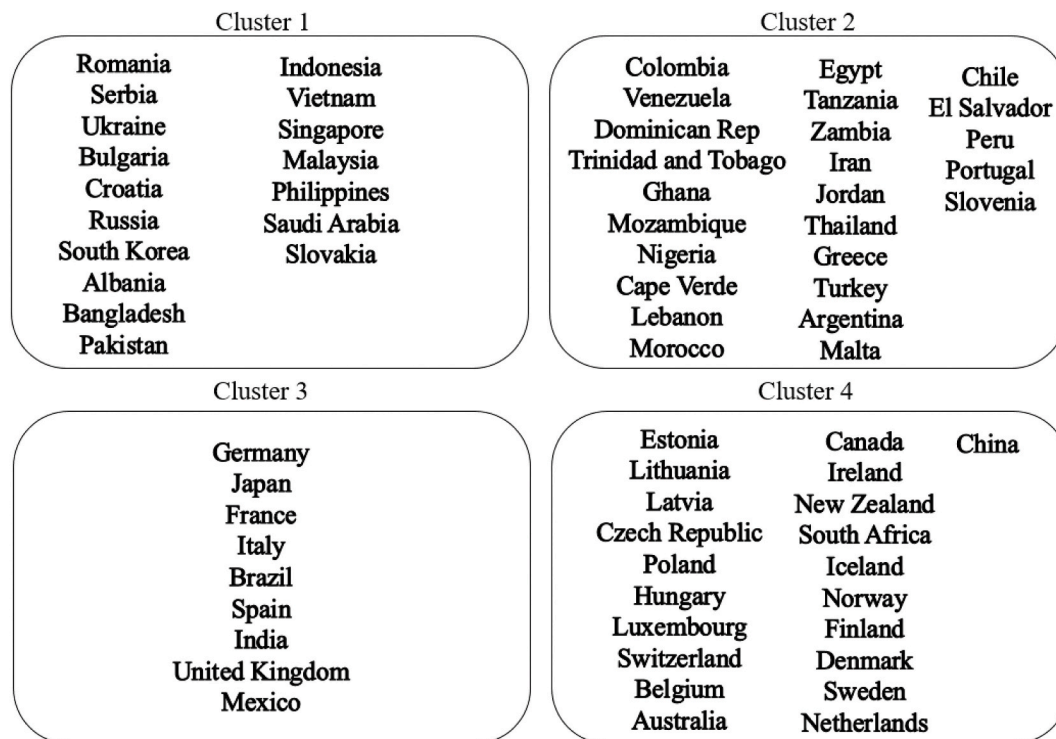 Cluster 1
Romania
Serbia
Ukraine
Bulgaria
Croatia
Russia
South Korea
Albania
Bangladesh
Pakistan
Indonesia
Vietnam
Singapore
Malaysia
Philippines
Saudi Arabia
Slovakia
Cluster 2
Colombia
Venezuela
Dominican Rep
Trinidad and Tobago
Ghana
Mozambique
Nigeria
Cape Verde
Lebanon
Morocco
Egypt
Tanzania
Zambia
Iran
Jordan
Thailand
Greece
Turkey
Argentina
Malta
Chile
El Salvador
Peru
Portugal
Slovenia
Cluster 3
Germany
Japan
France
Italy
Brazil
Spain
India
United Kingdom
Mexico
Cluster 4
Estonia
Lithuania
Latvia
Czech Republic
Poland
Hungary
Luxembourg
Switzerland
Belgium
Australia
Canada
Ireland
New Zealand
South Africa
Iceland
Norway
Finland
Denmark
Sweden
Netherlands
China